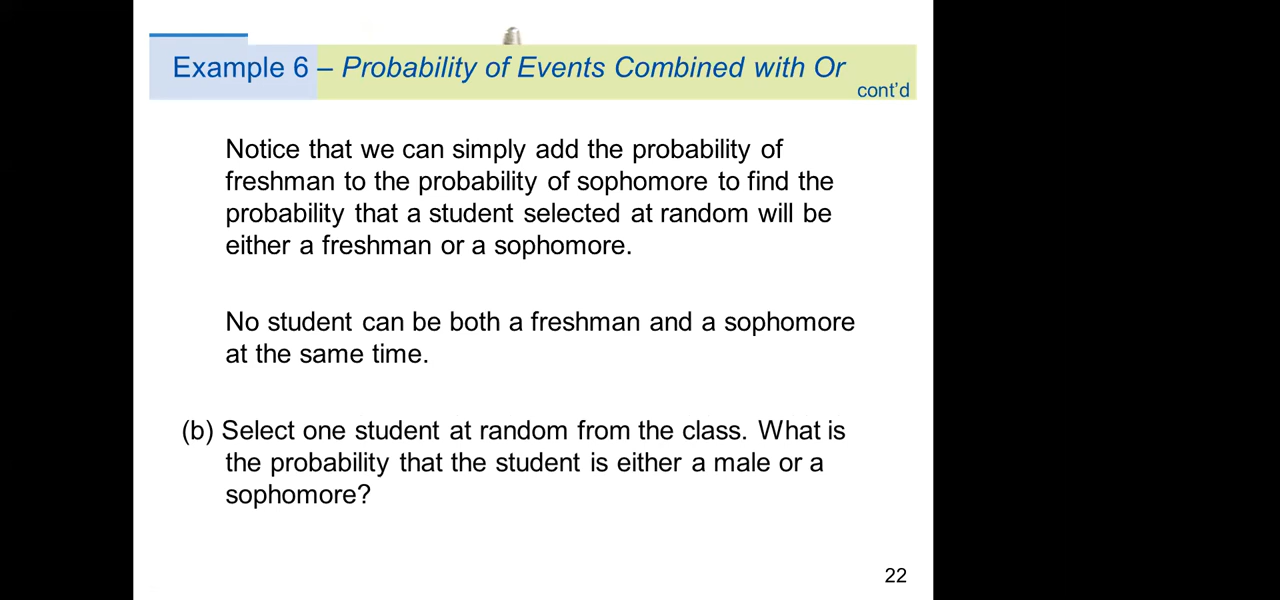 Example 6 – Probability of Events Combined with Or
cont’d
Notice that we can simply add the probability of
freshman to the probability of sophomore to find the
probability that a student selected at random will be
either a freshman or a sophomore.
No student can be both a freshman and a sophomore
at the same time.
(b) Select one student at random from the class. What is
the probability that the student is either a male or a
sophomore?
22